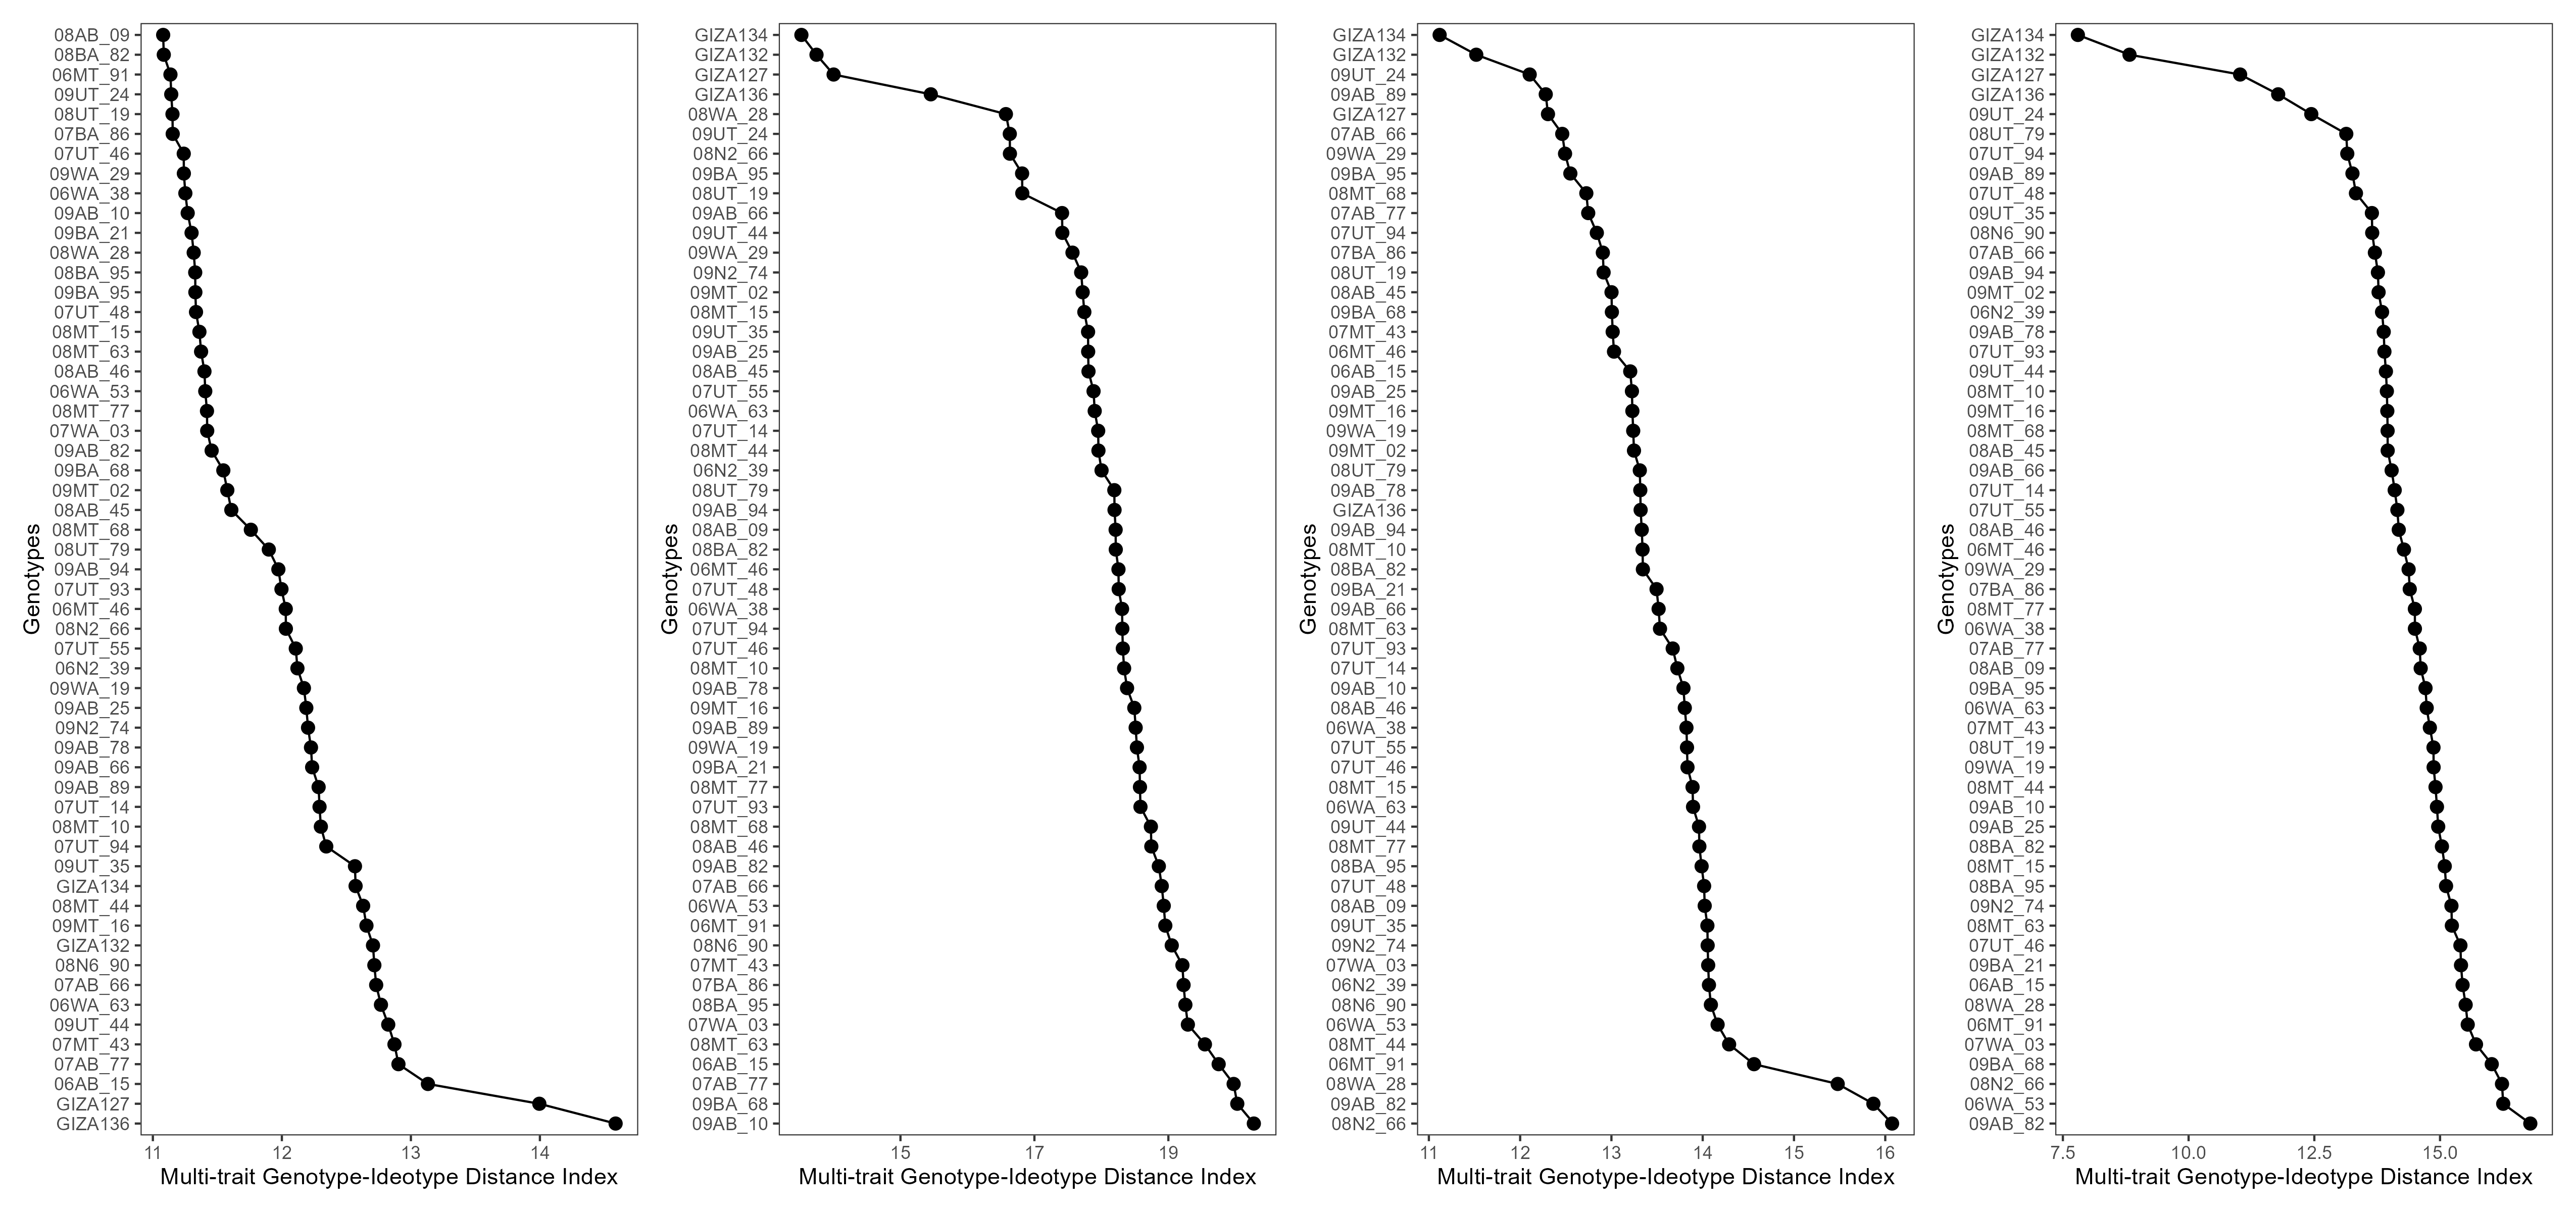 08AB_09
08BA_82
06MT_91
09UT_24
08UT_19
07BA_86
07UT_46
09WA_29
06WA_38
09AB_10
09BA_21
08WA_28
08BA_95
09BA_95
07UT_48
08MT_15
08MT_63
08AB_46
06WA_53
08MT_77
07WA_03
09AB_82
09BA_68
09MT_02
08AB_45
08MT_68
08UT_79
09AB_94
07UT_93
06MT_46
08N2_66
07UT_55
06N2_39
09WA_19
09AB_25
09N2_74
09AB_78
09AB_66
09AB_89
07UT_14
08MT_10
07UT_94
09UT_35
GIZA134
08MT_44
09MT_16
GIZA132
08N6_90
07AB_66
06WA_63
09UT_44
07MT_43
07AB_77
06AB_15
GIZA127
GIZA136
Genotypes
11 12 13 14
Multi-trait Genotype-Ideotype Distance Index
GIZA134
GIZA132
GIZA127
GIZA136
08WA_28
09UT_24
08N2_66
09BA_95
08UT_19
09AB_66
09UT_44
09WA_29
09N2_74
09MT_02
08MT_15
09UT_35
09AB_25
08AB_45
07UT_55
06WA_63
07UT_14
08MT_44
06N2_39
08UT_79
09AB_94
08AB_09
08BA_82
06MT_46
07UT_48
06WA_38
07UT_94
07UT_46
08MT_10
09AB_78
09MT_16
09AB_89
09WA_19
09BA_21
08MT_77
07UT_93
08MT_68
08AB_46
09AB_82
07AB_66
06WA_53
06MT_91
08N6_90
07MT_43
07BA_86
08BA_95
07WA_03
08MT_63
06AB_15
07AB_77
09BA_68
09AB_10
Genotypes
15 17 19
Multi-trait Genotype-Ideotype Distance Index
GIZA134
GIZA132
09UT_24
09AB_89
GIZA127
07AB_66
09WA_29
09BA_95
08MT_68
07AB_77
07UT_94
07BA_86
08UT_19
08AB_45
09BA_68
07MT_43
06MT_46
06AB_15
09AB_25
09MT_16
09WA_19
09MT_02
08UT_79
09AB_78
GIZA136
09AB_94
08MT_10
08BA_82
09BA_21
09AB_66
08MT_63
07UT_93
07UT_14
09AB_10
08AB_46
06WA_38
07UT_55
07UT_46
08MT_15
06WA_63
09UT_44
08MT_77
08BA_95
07UT_48
08AB_09
09UT_35
09N2_74
07WA_03
06N2_39
08N6_90
06WA_53
08MT_44
06MT_91
08WA_28
09AB_82
08N2_66
Genotypes
11 12 13 14 15 16
Multi-trait Genotype-Ideotype Distance Index
GIZA134
GIZA132
GIZA127
GIZA136
09UT_24
08UT_79
07UT_94
09AB_89
07UT_48
09UT_35
08N6_90
07AB_66
09AB_94
09MT_02
06N2_39
09AB_78
07UT_93
09UT_44
08MT_10
09MT_16
08MT_68
08AB_45
09AB_66
07UT_14
07UT_55
08AB_46
06MT_46
09WA_29
07BA_86
08MT_77
06WA_38
07AB_77
08AB_09
09BA_95
06WA_63
07MT_43
08UT_19
09WA_19
08MT_44
09AB_10
09AB_25
08BA_82
08MT_15
08BA_95
09N2_74
08MT_63
07UT_46
09BA_21
06AB_15
08WA_28
06MT_91
07WA_03
09BA_68
08N2_66
06WA_53
09AB_82
Genotypes
7.5 10.0 12.5 15.0
Multi-trait Genotype-Ideotype Distance Index